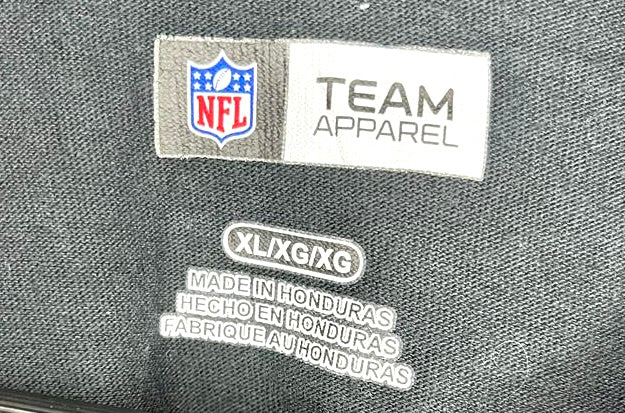 NFL
TEAM
APPAREL
XL/XG/XG
MADE IN HONDURAS
HECHO EN HONDURAS
FABRIQUE AU HONDURAS